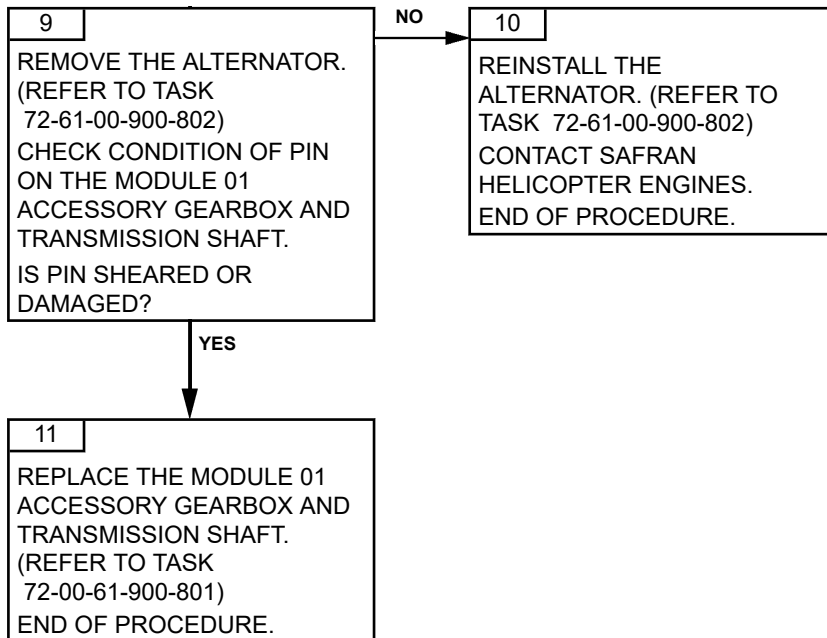 9
REMOVE THE ALTERNATOR.
(REFER TO TASK
72-61-00-900-802)
CHECK CONDITION OF PIN
ON THE MODULE 01
ACCESSORY GEARBOX AND
TRANSMISSION SHAFT.
IS PIN SHEARED OR
DAMAGED?
NO
10
REINSTALL THE
ALTERNATOR. (REFER TO
TASK 72-61-00-900-802)
CONTACT SAFRAN
HELICOPTER ENGINES.
END OF PROCEDURE.
YES
11
REPLACE THE MODULE 01
ACCESSORY GEARBOX AND
TRANSMISSION SHAFT.
(REFER TO TASK
72-00-61-900-801)
END OF PROCEDURE.